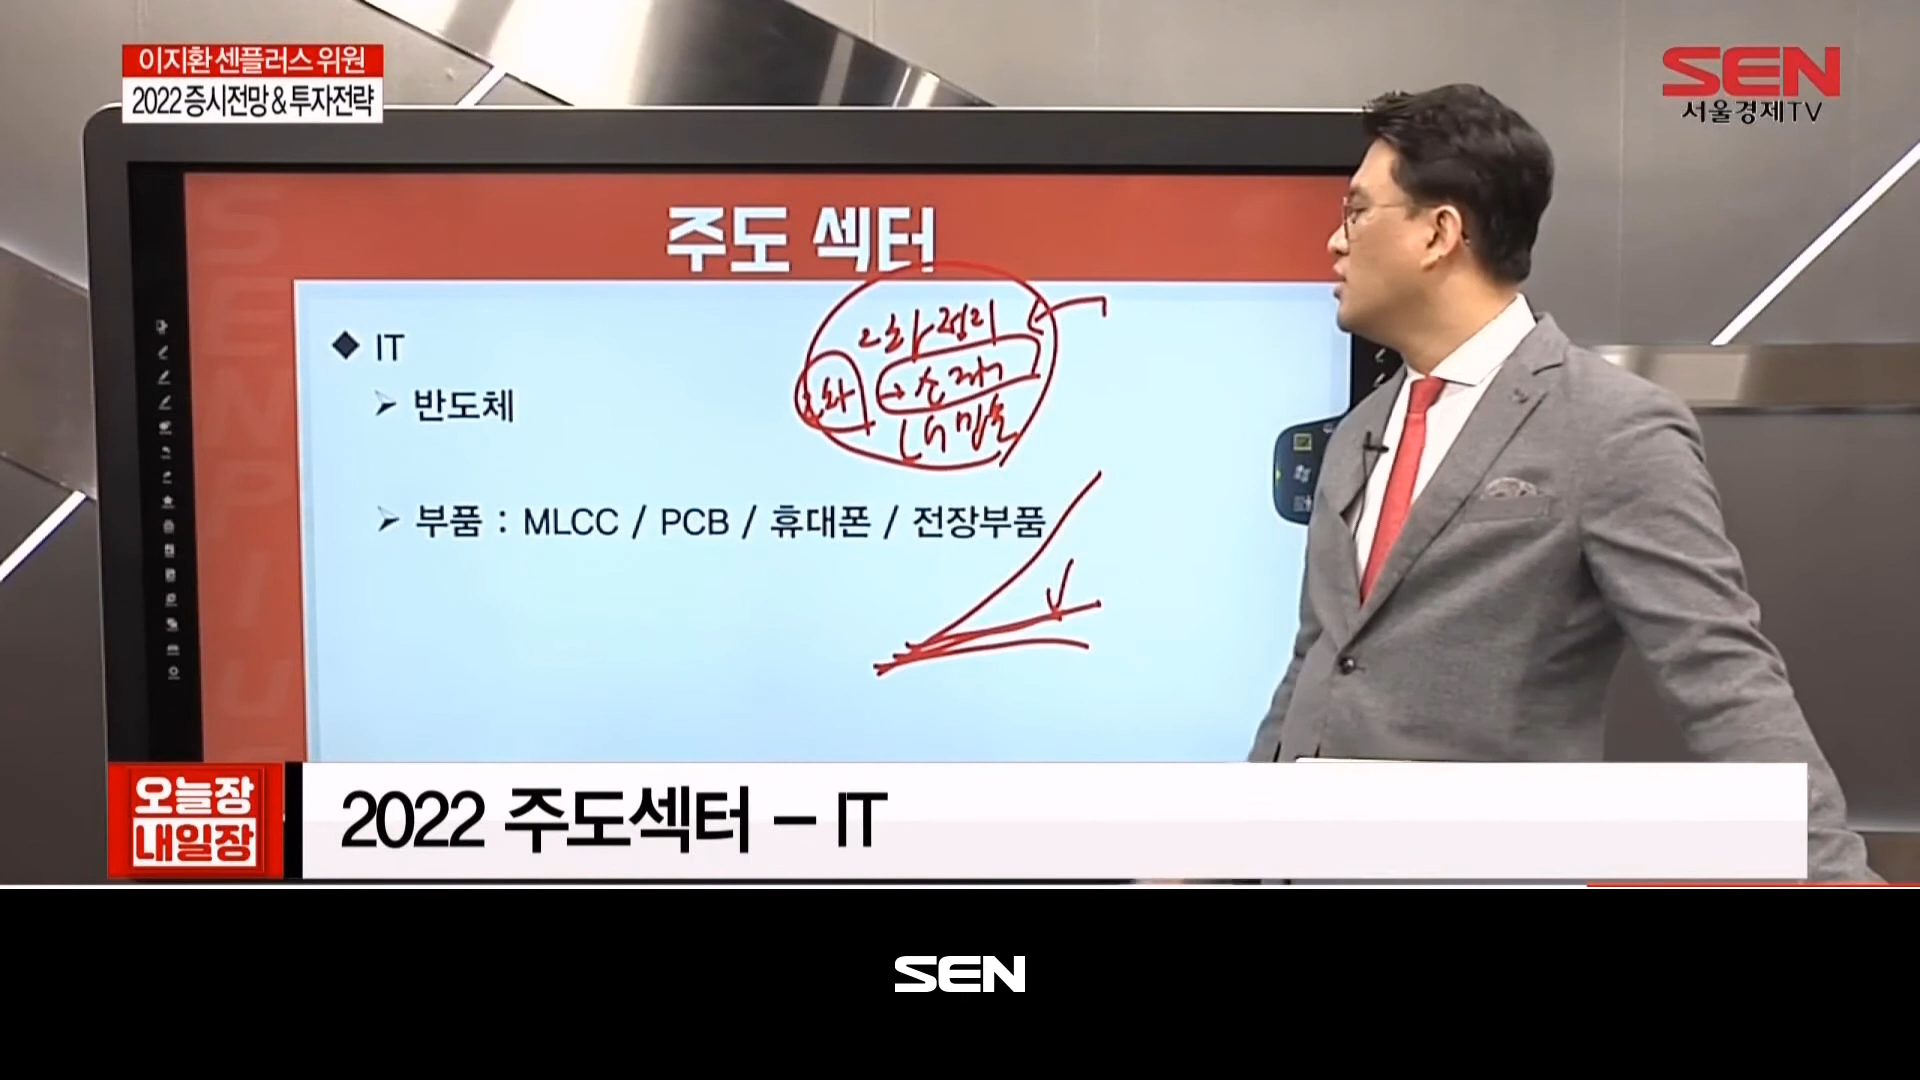 이지환 센플러스 위원
2022 증시전망 & 투자전략
SEN
서울경제TV
주도 섹터
◆ IT
➢ 반도체
➢ 부품 : MLCC / PCB / 휴대폰 / 전장부품
오늘장
내일장
2022 주도섹터 – IT
SEN